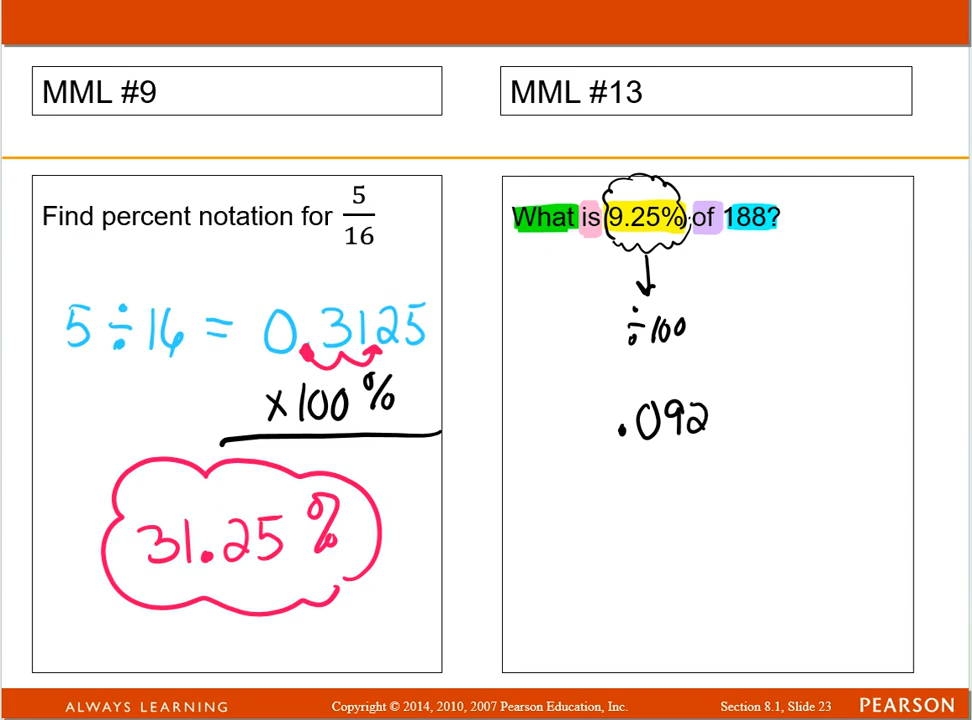 MML #9
MML #13
Find percent notation for 5/16
5 ÷ 16 = 0.3125
× 100 %
31.25 %
What is 9.25% of 188?
÷ 100
.092
ALWAYS LEARNING
Copyright © 2014, 2010, 2007 Pearson Education, Inc.
Section 8.1, Slide 23
PEARSON